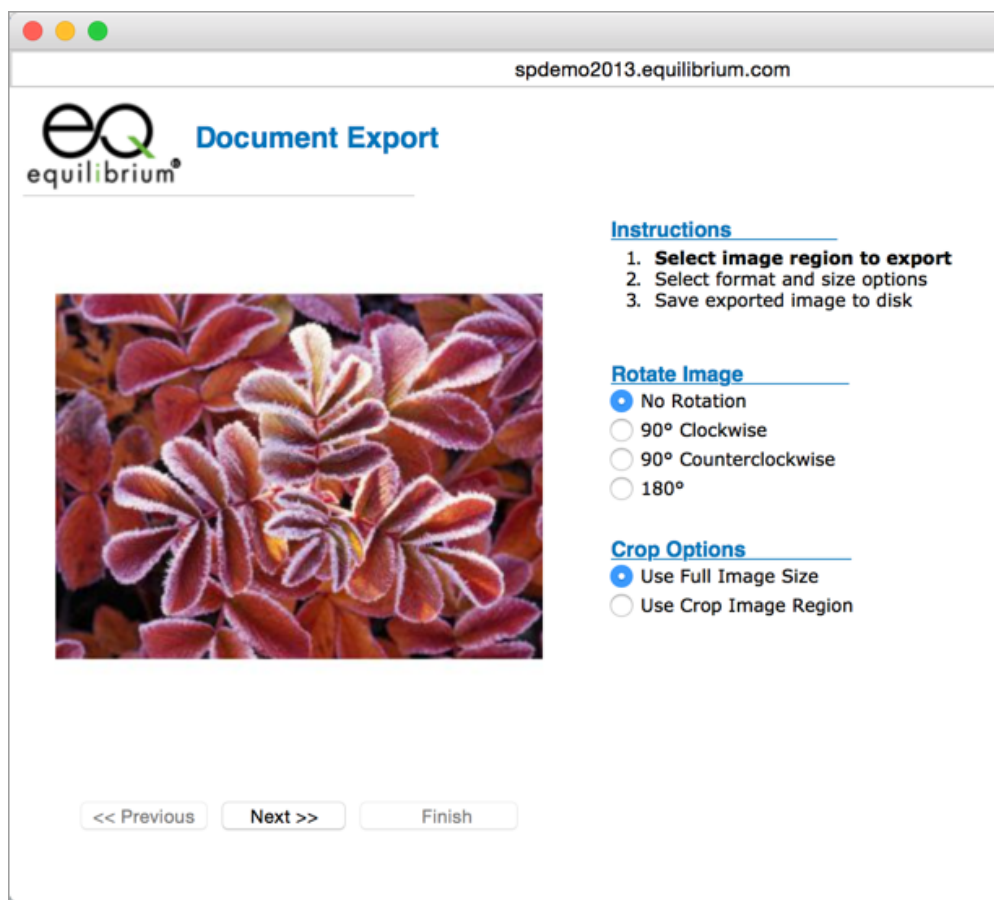 spdemo2013.equilibrium.com
eQ
equilibrium®
Document Export
Instructions
1. Select image region to export
2. Select format and size options
3. Save exported image to disk
Rotate Image
No Rotation
90° Clockwise
90° Counterclockwise
180°
Crop Options
Use Full Image Size
Use Crop Image Region
<< Previous Next >> Finish